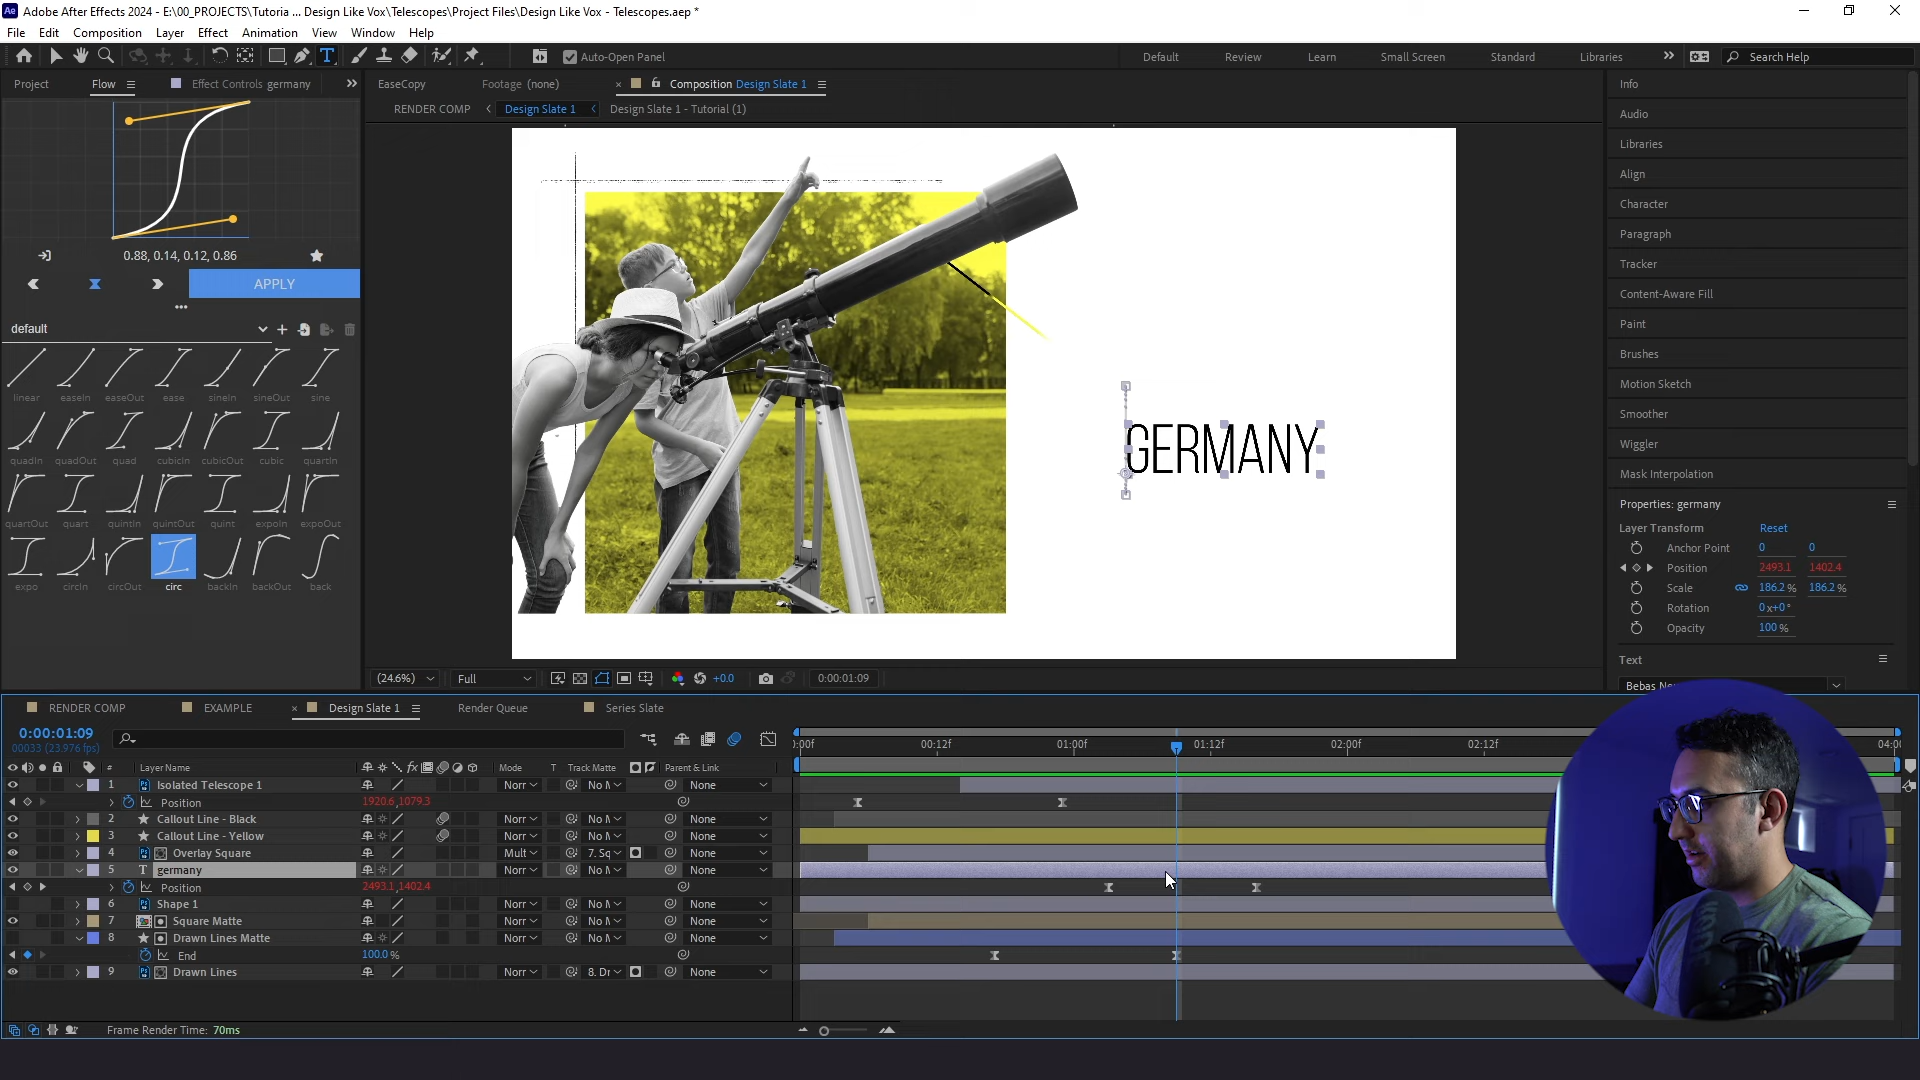 Adobe After Effects 2024 - E:\00_PROJECTS\Tutoria ... Design Like Vox\Telescopes\Project Files\Design Like Vox - Telescopes.aep *
File Edit Composition Layer Effect Animation View Window Help
Auto-Open Panel
Default Review Learn Small Screen Standard Libraries
Search Help
Project Flow Effect Controls germany
EaseCopy Footage (none) Composition Design Slate 1
RENDER COMP Design Slate 1 Design Slate 1 - Tutorial (1)
0.88, 0.14, 0.12, 0.86
APPLY
default
linear easeIn easeOut ease sineIn sineOut sine
quadIn quadOut quad cubicIn cubicOut cubic quartIn
quartOut quart quintIn quintOut quint expoIn expoOut
expo circIn circOut circ backIn backOut back
GERMANY
(24.6%) Full +0.0 0:00:01:09
Info
Audio
Libraries
Align
Character
Paragraph
Tracker
Content-Aware Fill
Paint
Brushes
Motion Sketch
Smoother
Wiggler
Mask Interpolation
Properties: germany
Layer Transform Reset
Anchor Point 0 0
Position 2493.1 1402.4
Scale 186.2 % 186.2 %
Rotation 0x+0°
Opacity 100 %
Text
RENDER COMP EXAMPLE Design Slate 1 Render Queue Series Slate
0:00:01:09
00033 (23.976 fps)
:00f 00:12f 01:00f 01:12f 02:00f 02:12f
# Layer Name Mode T Track Matte Parent & Link
1 Isolated Telescope 1 Norr No M None
Position 1920.6,1079.3
2 Callout Line - Black Norr No M None
3 Callout Line - Yellow Norr No M None
4 Overlay Square Mult 7. Sq None
5 T germany Norr No M None
Position 2493.1,1402.4
6 Shape 1 Norr No M None
7 Square Matte Norr No M None
8 Drawn Lines Matte Norr No M None
End 100.0 %
9 Drawn Lines Norr 8. Dr None
Frame Render Time: 70ms